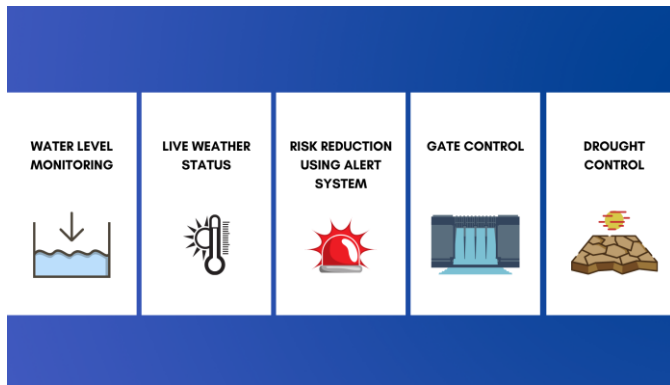 WATER LEVEL
MONITORING
LIVE WEATHER
STATUS
RISK REDUCTION
USING ALERT
SYSTEM
GATE CONTROL
DROUGHT
CONTROL